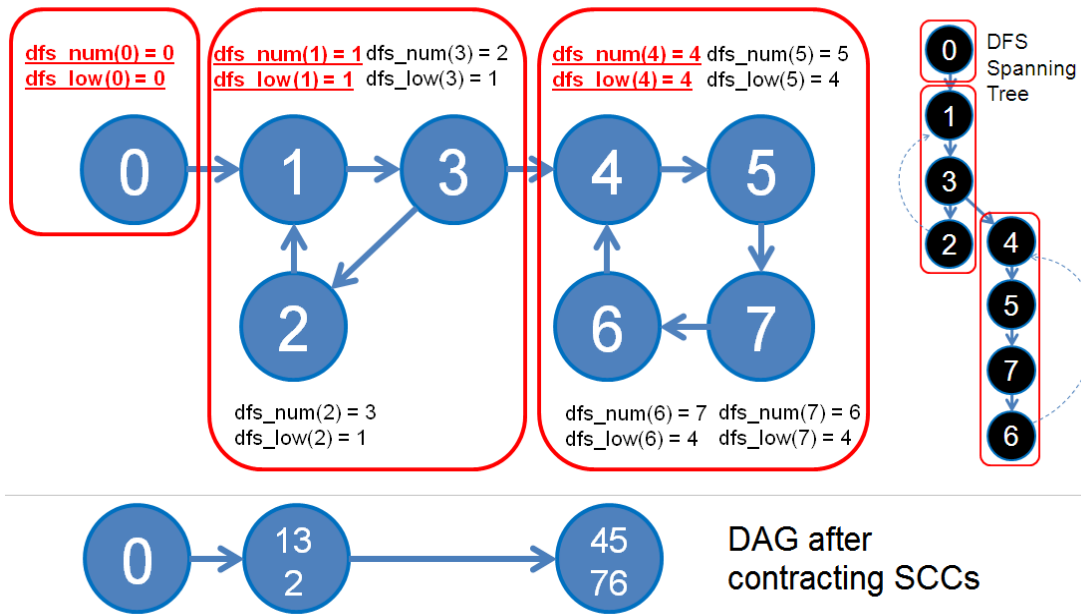 dfs_num(0) = 0
dfs_low(0) = 0
dfs_num(1) = 1
dfs_low(1) = 1
dfs_num(3) = 2
dfs_low(3) = 1
dfs_num(4) = 4
dfs_low(4) = 4
dfs_num(5) = 5
dfs_low(5) = 4
0
1
3
4
5
2
6
7
dfs_num(2) = 3
dfs_low(2) = 1
dfs_num(6) = 7
dfs_low(6) = 4
dfs_num(7) = 6
dfs_low(7) = 4
0
DFS
Spanning
Tree
1
3
2
4
5
7
6
0
13
2
45
76
DAG after
contracting SCCs